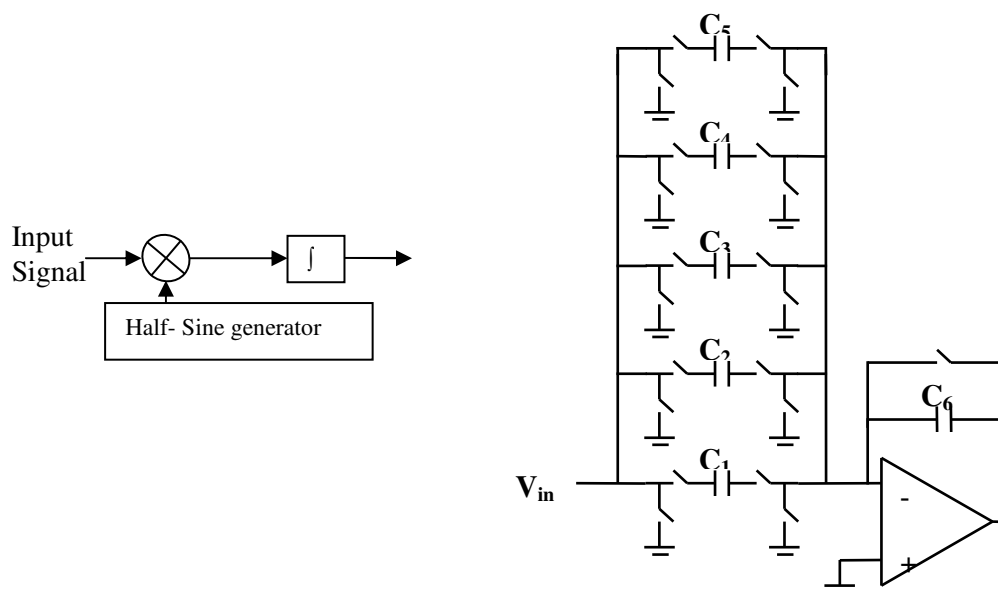 Input
Signal
∫
Half- Sine generator
C5
C4
C3
C2
C1
Vin
C6
-
+